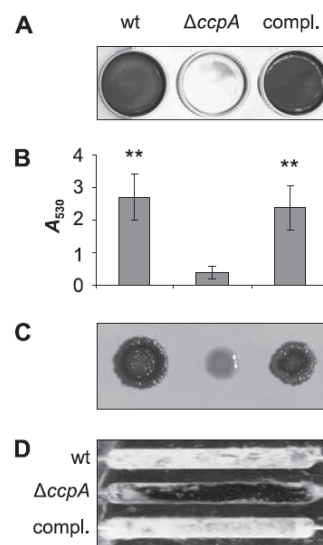 A
wt ΔccpA compl.
B
** **
4
3
2
1
0
A530
C
D
wt
ΔccpA
compl.